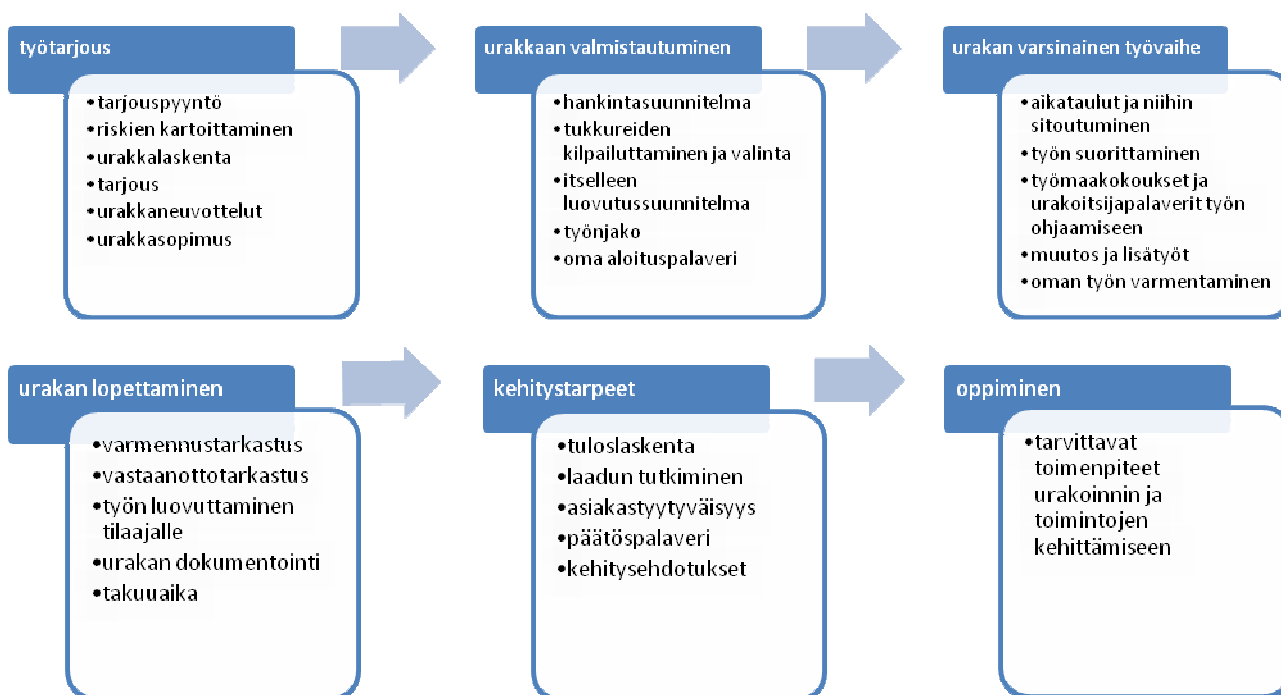 työtarjous
•tarjouspyyntö
•riskien kartoittaminen
•urakkalaskenta
•tarjous
•urakkaneuvottelut
•urakkasopimus
urakkaan valmistautuminen
•hankintasuunnitelma
•tukkureiden
kilpailuttaminen ja valinta
•itselleen
luovutussuunnitelma
•työnjako
•oma aloituspalaveri
urakan varsinainen työvaihe
•aikataulut ja niihin
sitoutuminen
•työn suorittaminen
•työmaakokoukset ja
urakoitsijapalaverit työn
ohjaamiseen
•muutos ja lisätyöt
•oman työn varmentaminen
urakan lopettaminen
•varmennustarkastus
•vastaanottotarkastus
•työn luovuttaminen
tilaajalle
•urakan dokumentointi
•takuuaika
kehitystarpeet
•tuloslaskenta
•laadun tutkiminen
•asiakastyytyväisyys
•päätöspalaveri
•kehitysehdotukset
oppiminen
•tarvittavat
toimenpiteet
urakoinnin ja
toimintojen
kehittämiseen